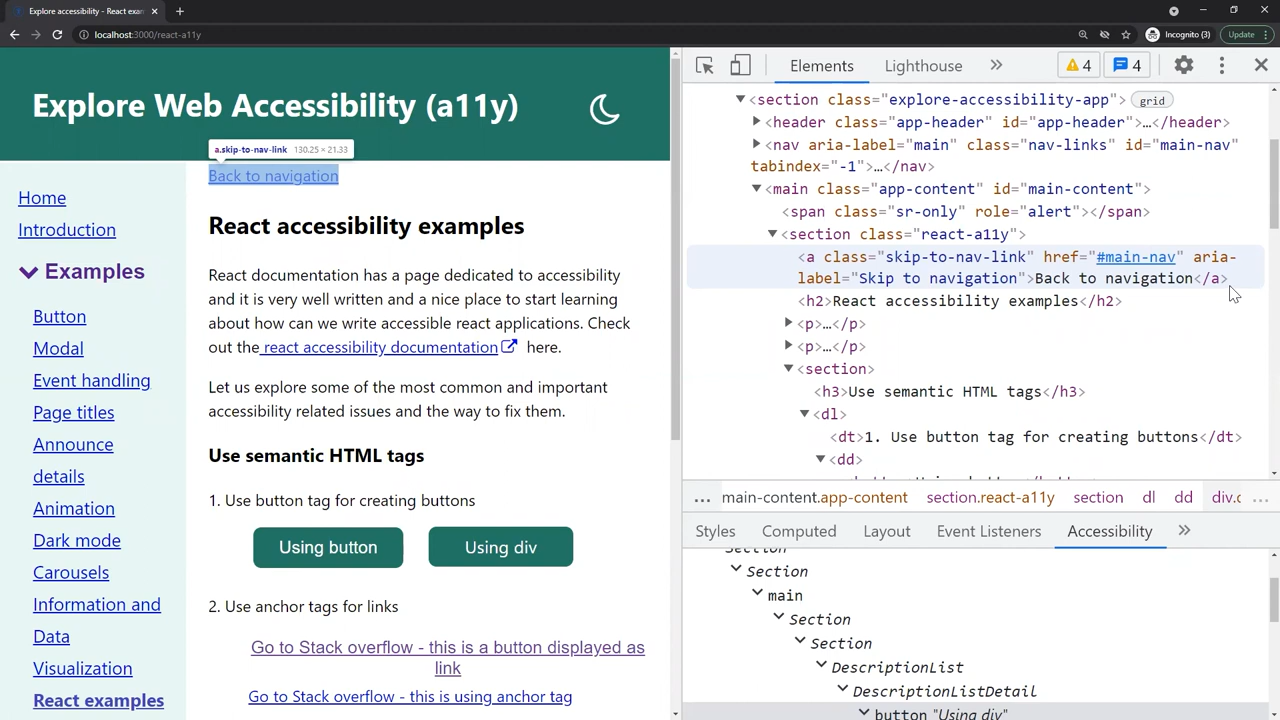 Explore accessibility - React exam
localhost:3000/react-a11y
Incognito (3)
Update
Explore Web Accessibility (a11y)
a.skip-to-nav-link 130.25 × 21.33
Back to navigation
Home
Introduction
Examples
Button
Modal
Event handling
Page titles
Announce
details
Animation
Dark mode
Carousels
Information and
Data
Visualization
React examples
React accessibility examples
React documentation has a page dedicated to accessibility
and it is very well written and a nice place to start learning
about how can we write accessible react applications. Check
out the react accessibility documentation here.
Let us explore some of the most common and important
accessibility related issues and the way to fix them.
Use semantic HTML tags
1. Use button tag for creating buttons
Using button Using div
2. Use anchor tags for links
Go to Stack overflow - this is a button displayed as
link
Go to Stack overflow - this is using anchor tag
Elements Lighthouse 4 4
<section class="explore-accessibility-app"> grid
<header class="app-header" id="app-header">…</header>
<nav aria-label="main" class="nav-links" id="main-nav"
tabindex="-1">…</nav>
<main class="app-content" id="main-content">
<span class="sr-only" role="alert"></span>
<section class="react-a11y">
<a class="skip-to-nav-link" href="#main-nav" aria-
label="Skip to navigation">Back to navigation</a>
<h2>React accessibility examples</h2>
<p>…</p>
<p>…</p>
<section>
<h3>Use semantic HTML tags</h3>
<dl>
<dt>1. Use button tag for creating buttons</dt>
<dd>
... main-content.app-content section.react-a11y section dl dd div.c ...
Styles Computed Layout Event Listeners Accessibility
Section
Section
main
Section
Section
DescriptionList
DescriptionListDetail
button "Using div"